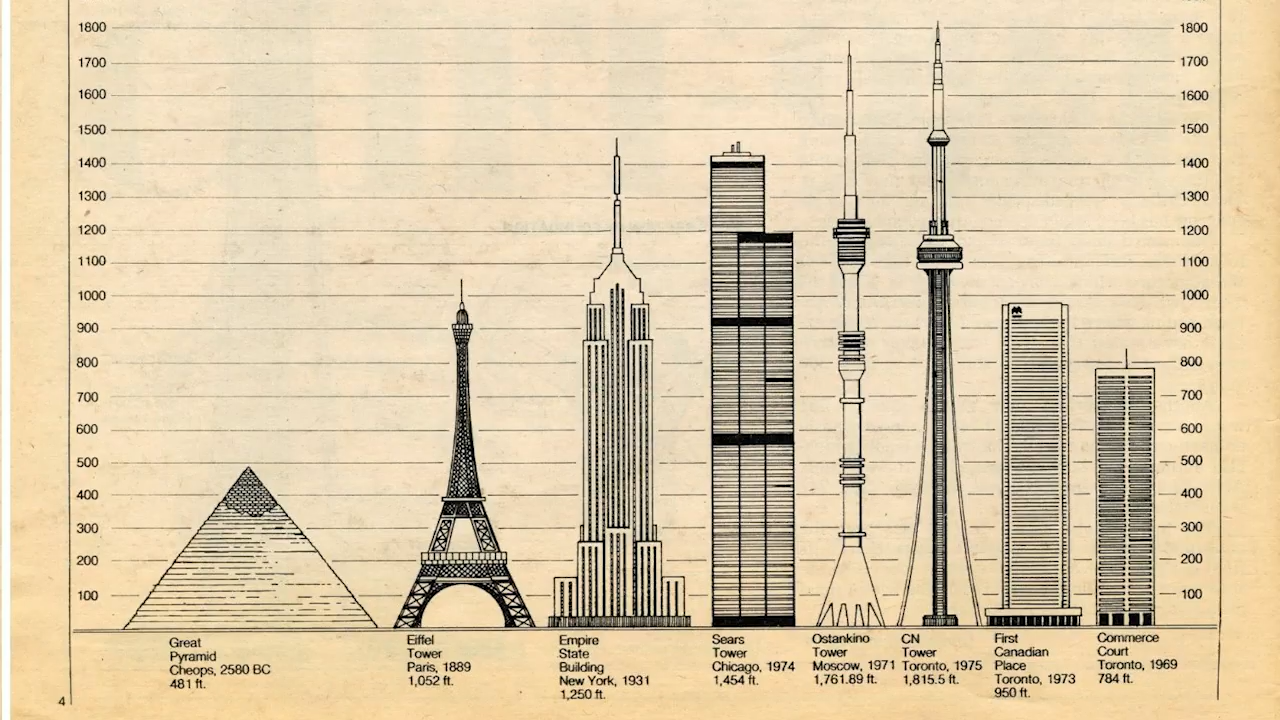 1800 1800
1700 1700
1600 1600
1500 1500
1400 1400
1300 1300
1200 1200
1100 1100
1000 1000
900 900
800 800
700 700
600 600
500 500
400 400
300 300
200 200
100 100
Great
Pyramid
Cheops, 2580 BC
481 ft.
Eiffel
Tower
Paris, 1889
1,052 ft.
Empire
State
Building
New York, 1931
1,250 ft.
Sears
Tower
Chicago, 1974
1,454 ft.
Ostankino
Tower
Moscow, 1971
1,761.89 ft.
CN
Tower
Toronto, 1975
1,815.5 ft.
First
Canadian
Place
Toronto, 1973
950 ft.
Commerce
Court
Toronto, 1969
784 ft.
4